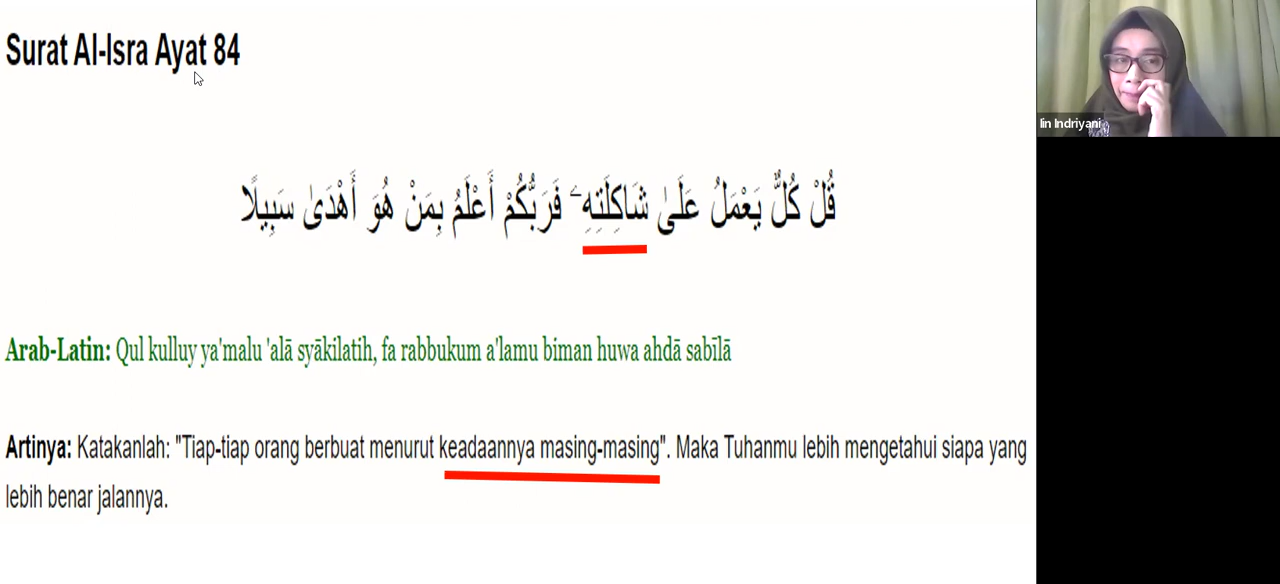 Surat Al-Isra Ayat 84
Iin Indriyani
قُلْ كُلٌّ يَعْمَلُ عَلَىٰ شَاكِلَتِهِۦ فَرَبُّكُمْ أَعْلَمُ بِمَنْ هُوَ أَهْدَىٰ سَبِيلًا
Arab-Latin: Qul kulluy ya'malu 'alā syākilatih, fa rabbukum a'lamu biman huwa ahdā sabīlā
Artinya: Katakanlah: "Tiap-tiap orang berbuat menurut keadaannya masing-masing". Maka Tuhanmu lebih mengetahui siapa yang
lebih benar jalannya.